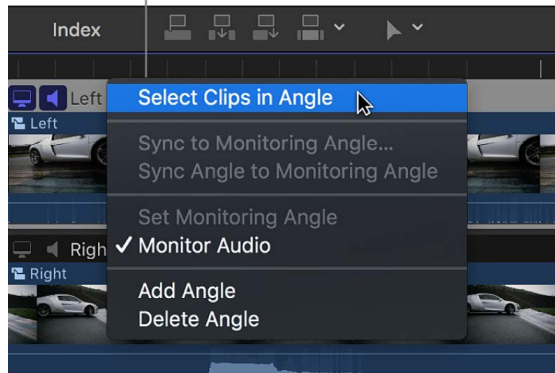 Index
Left
Select Clips in Angle
Left
Sync to Monitoring Angle...
Sync Angle to Monitoring Angle
Set Monitoring Angle
Righ
✓ Monitor Audio
Right
Add Angle
Delete Angle